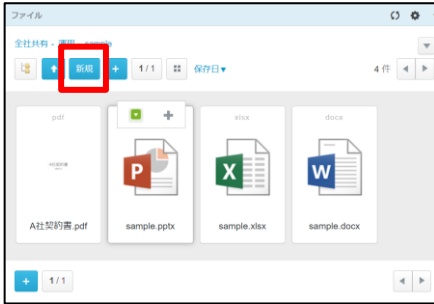 ファイル
全社共有 - 運用 - sample
新規 + 1 / 1 保存日▼ 4 件
pdf xlsx docx
A社契約書.pdf sample.pptx sample.xlsx sample.docx
+ 1 / 1